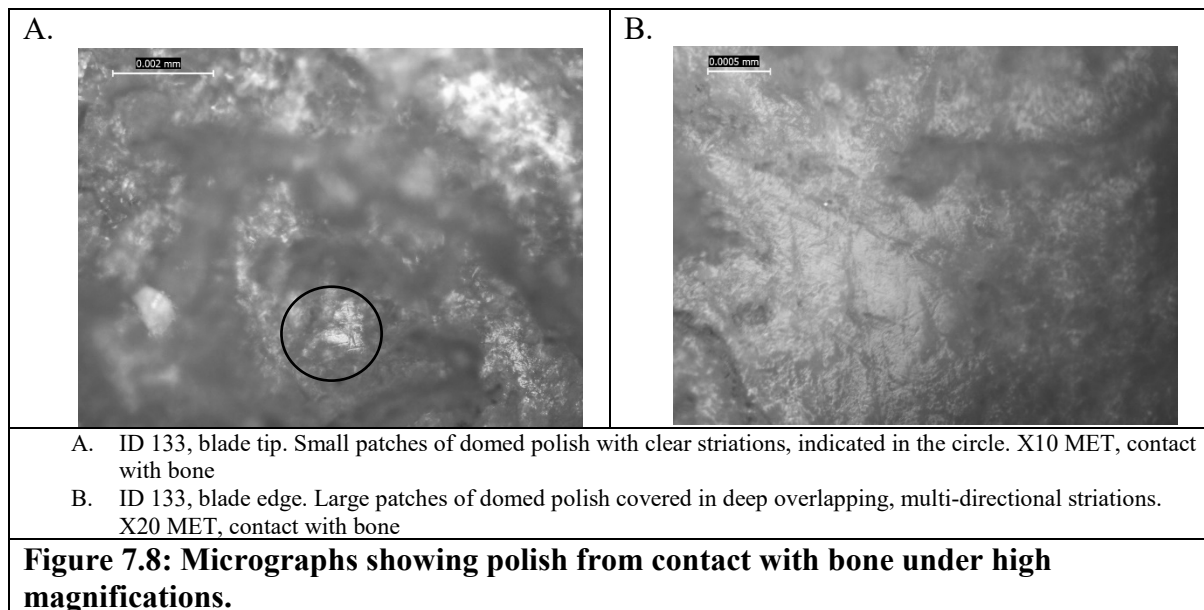 A.
B.
0.002 mm
0.0005 mm
A. ID 133, blade tip. Small patches of domed polish with clear striations, indicated in the circle. X10 MET, contact
with bone
B. ID 133, blade edge. Large patches of domed polish covered in deep overlapping, multi-directional striations.
X20 MET, contact with bone
Figure 7.8: Micrographs showing polish from contact with bone under high
magnifications.